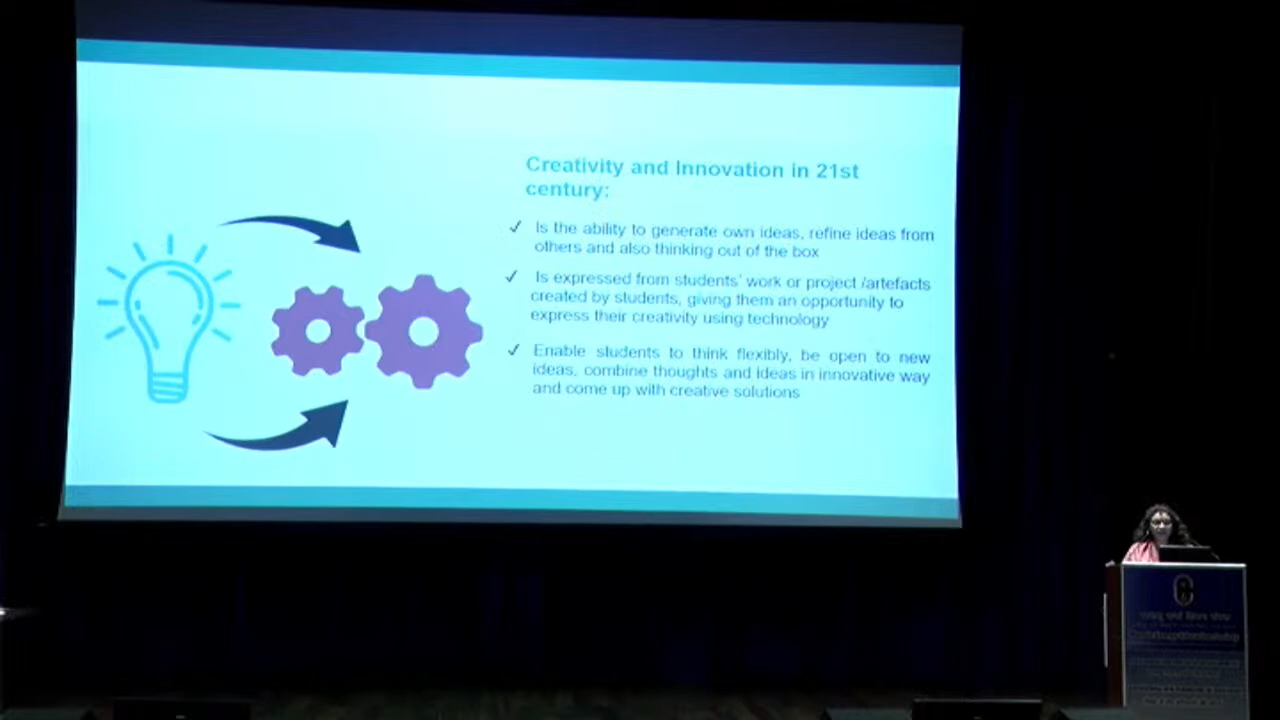 Creativity and Innovation in 21st
century:
✓ Is the ability to generate own ideas, refine ideas from
others and also thinking out of the box
✓ Is expressed from students' work or project /artefacts
created by students, giving them an opportunity to
express their creativity using technology
✓ Enable students to think flexibly, be open to new
ideas, combine thoughts and ideas in innovative way
and come up with creative solutions